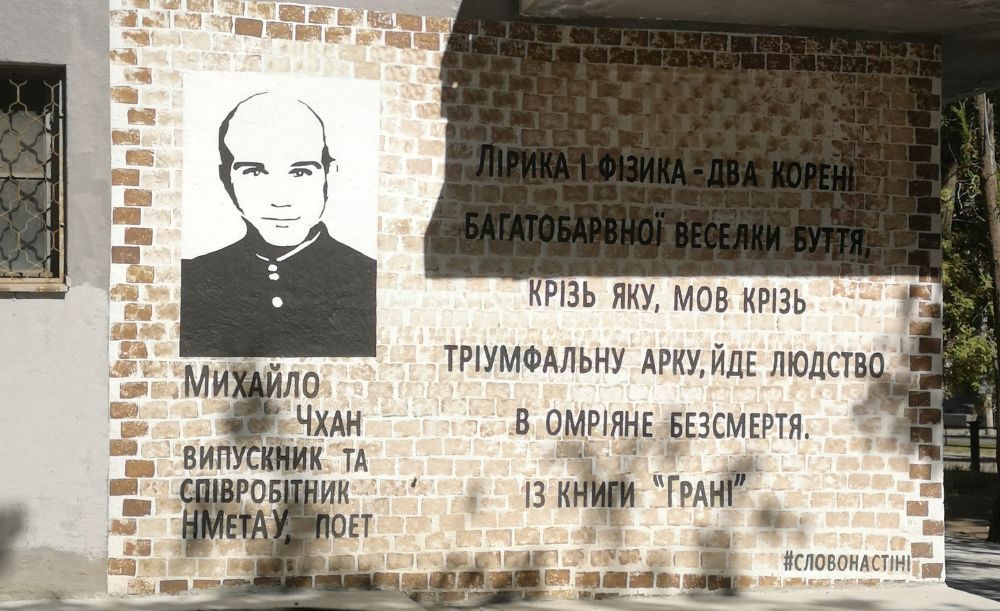 Михайло
Чхан
випускник та
співробітник
НМетАУ, поет
Лірика і фізика - два корені
багатобарвної веселки буття,
крізь яку, мов крізь
тріумфальну арку, йде людство
в омріяне безсмертя.
Із книги "Грані"
#словонастіні